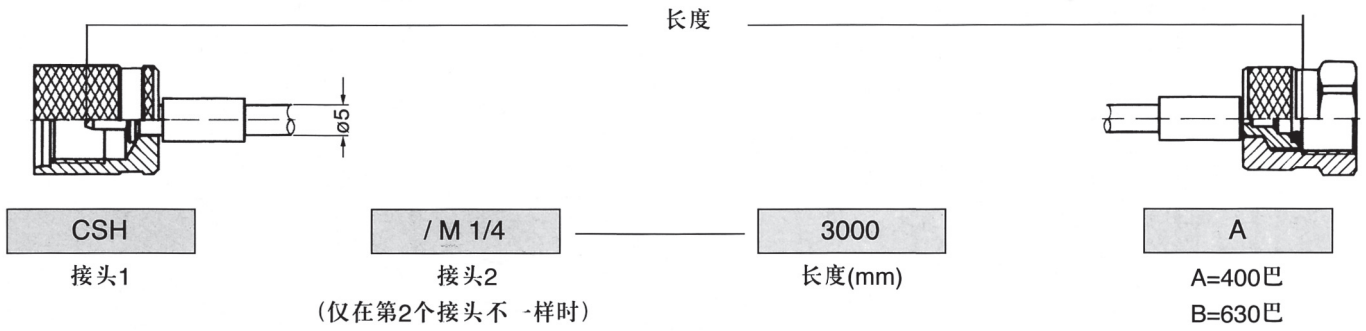 长度
ø5
CSH
/ M 1/4
3000
A
接头1
接头2
长度(mm)
A=400巴
(仅在第2个接头不一样时)
B=630巴